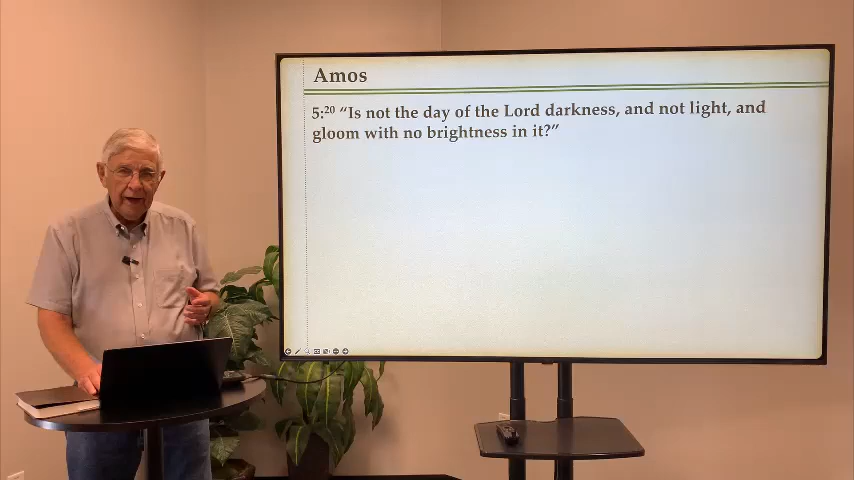 Amos
5:20 “Is not the day of the Lord darkness, and not light, and
gloom with no brightness in it?”